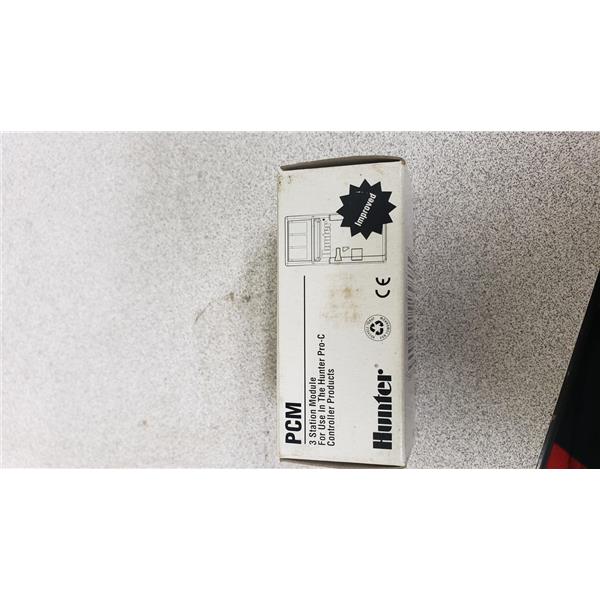 PCM
3 Station Module
For Use In The Hunter Pro-C
Controller Products
Hunter
CE
Improved